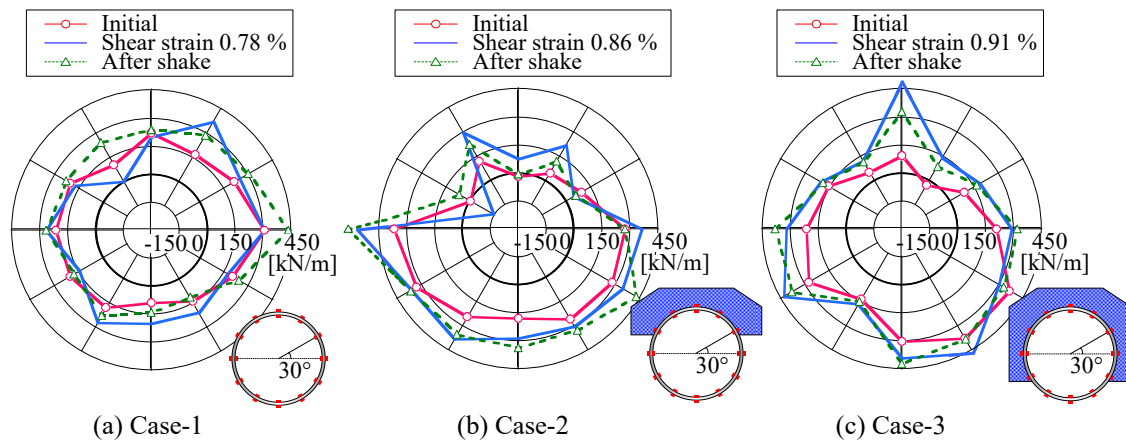 Initial
Shear strain 0.78 %
After shake
Initial
Shear strain 0.86 %
After shake
Initial
Shear strain 0.91 %
After shake
-150 0 150 450
[kN/m]
-150 0 150 450
[kN/m]
-150 0 150 450
[kN/m]
30°
30°
30°
(a) Case-1
(b) Case-2
(c) Case-3